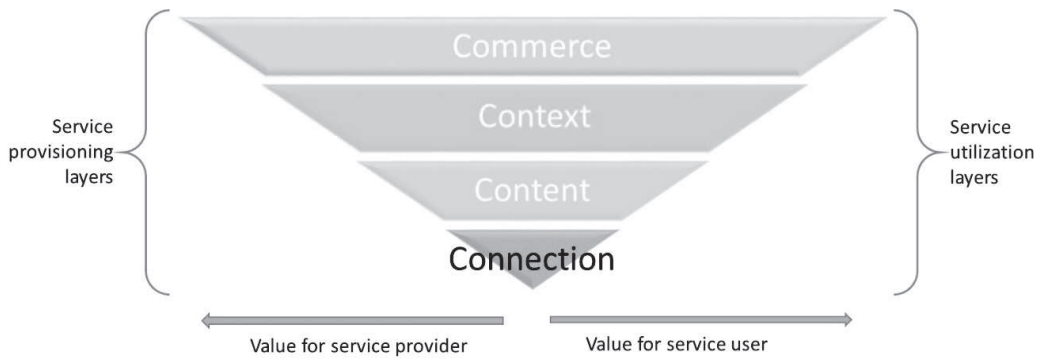 Commerce
Context
Content
Connection
Service
provisioning
layers
Service
utilization
layers
Value for service provider
Value for service user